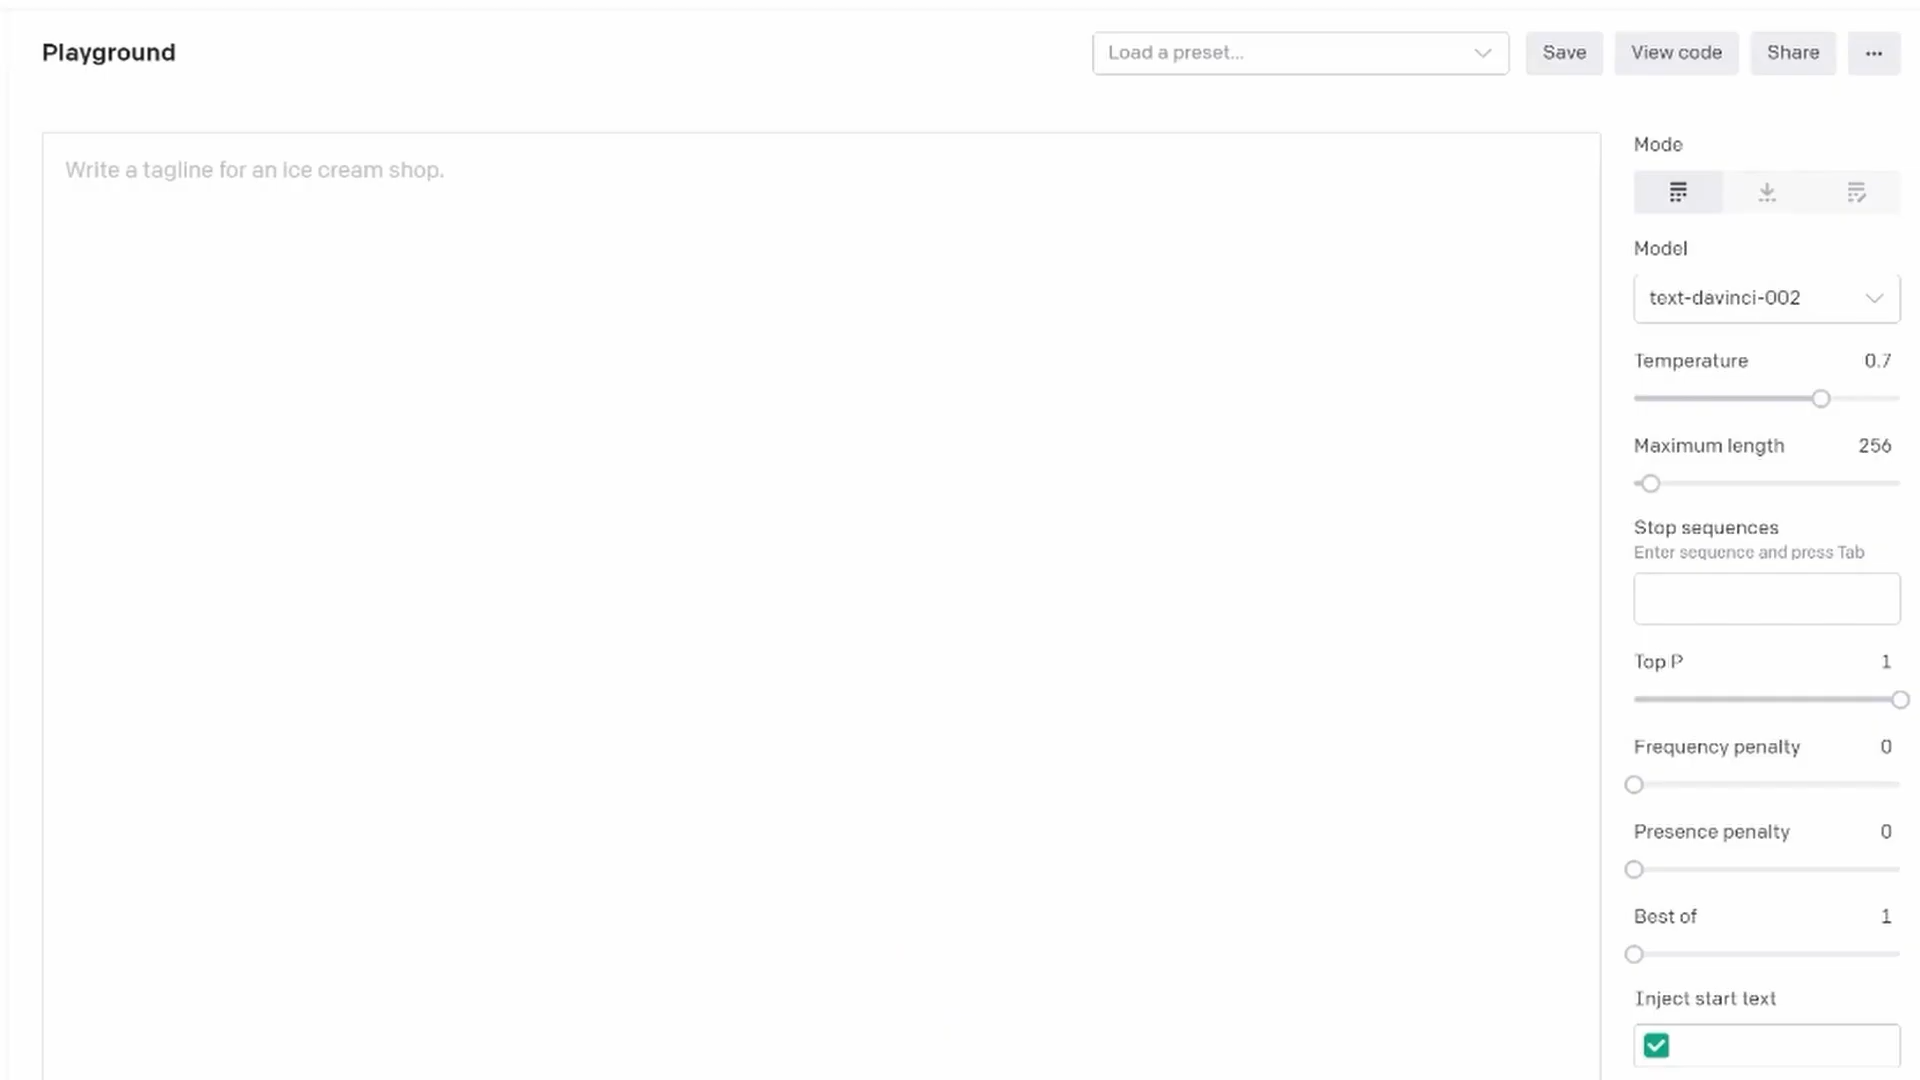 Playground
Load a preset...
Save
View code
Share
···
Write a tagline for an ice cream shop.
Mode
Model
text-davinci-002
Temperature 0.7
Maximum length 256
Stop sequences
Enter sequence and press Tab
Top P 1
Frequency penalty 0
Presence penalty 0
Best of 1
Inject start text